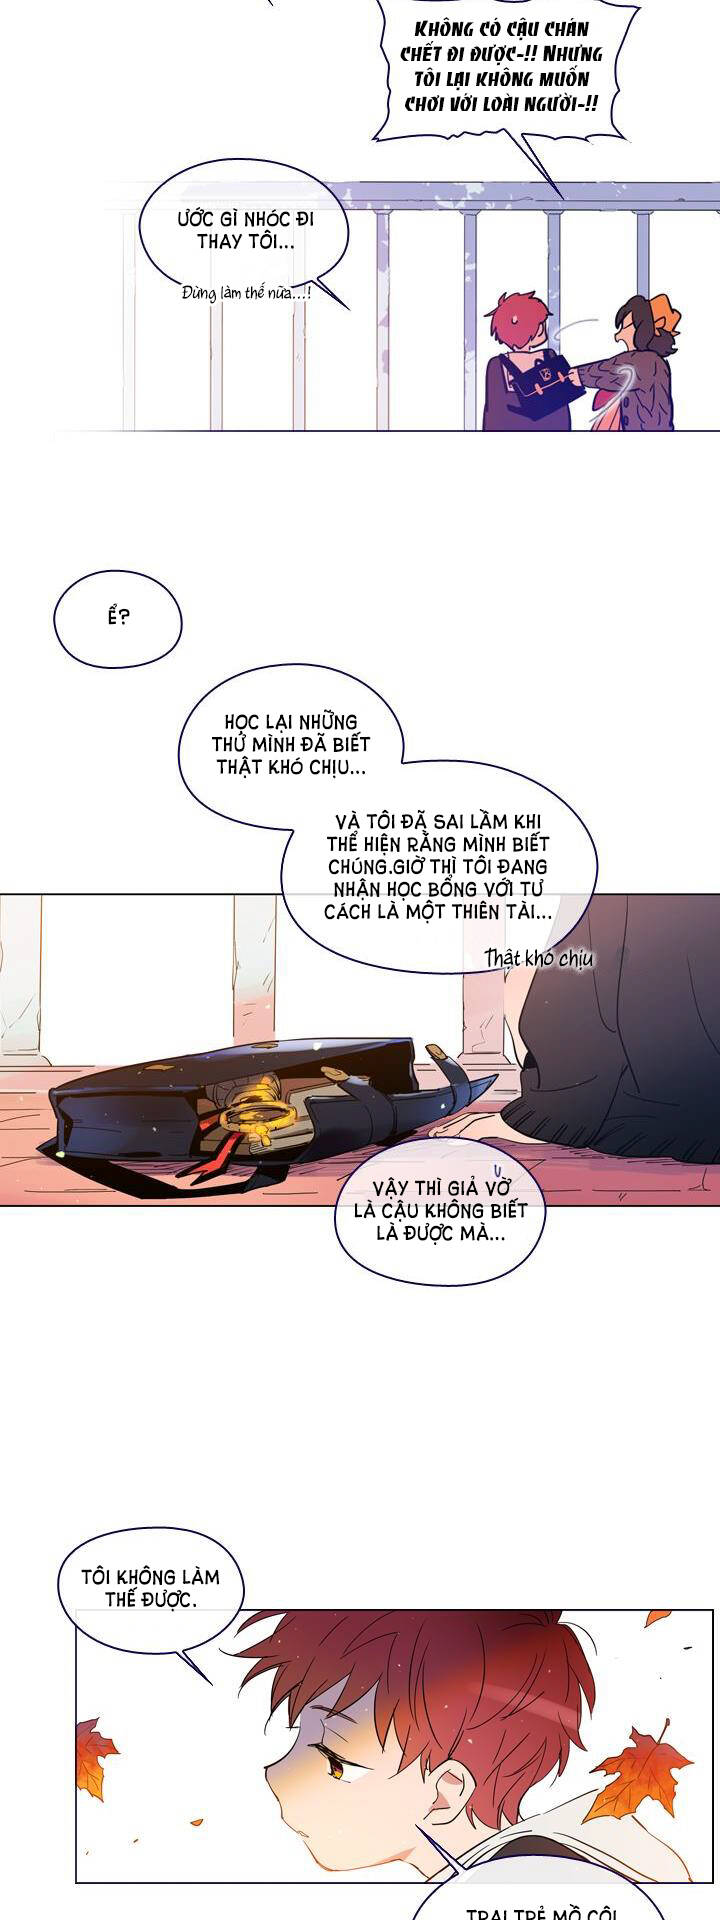 KHÔNG CÓ CẬU CHÁN
CHẾT ĐI ĐƯỢC-!! NHƯNG
TÔI LẠI KHÔNG MUỐN
CHƠI VỚI LOÀI NGƯỜI-!!
ƯỚC GÌ NHÓC ĐI
THAY TÔI...
Đừng làm thế nữa...!
Ể?
HỌC LẠI NHỮNG
THỨ MÌNH ĐÃ BIẾT
THẬT KHÓ CHỊU...
VÀ TÔI ĐÃ SAI LẦM KHI
THỂ HIỆN RẰNG MÌNH BIẾT
CHÚNG.GIỜ THÌ TÔI ĐANG
NHẬN HỌC BỔNG VỚI TƯ
CÁCH LÀ MỘT THIÊN TÀI...
Thật khó chịu
VẬY THÌ GIẢ VỜ
LÀ CẬU KHÔNG BIẾT
LÀ ĐƯỢC MÀ...
TÔI KHÔNG LÀM
THẾ ĐƯỢC.
TRẠI TRẺ MỒ CÔI